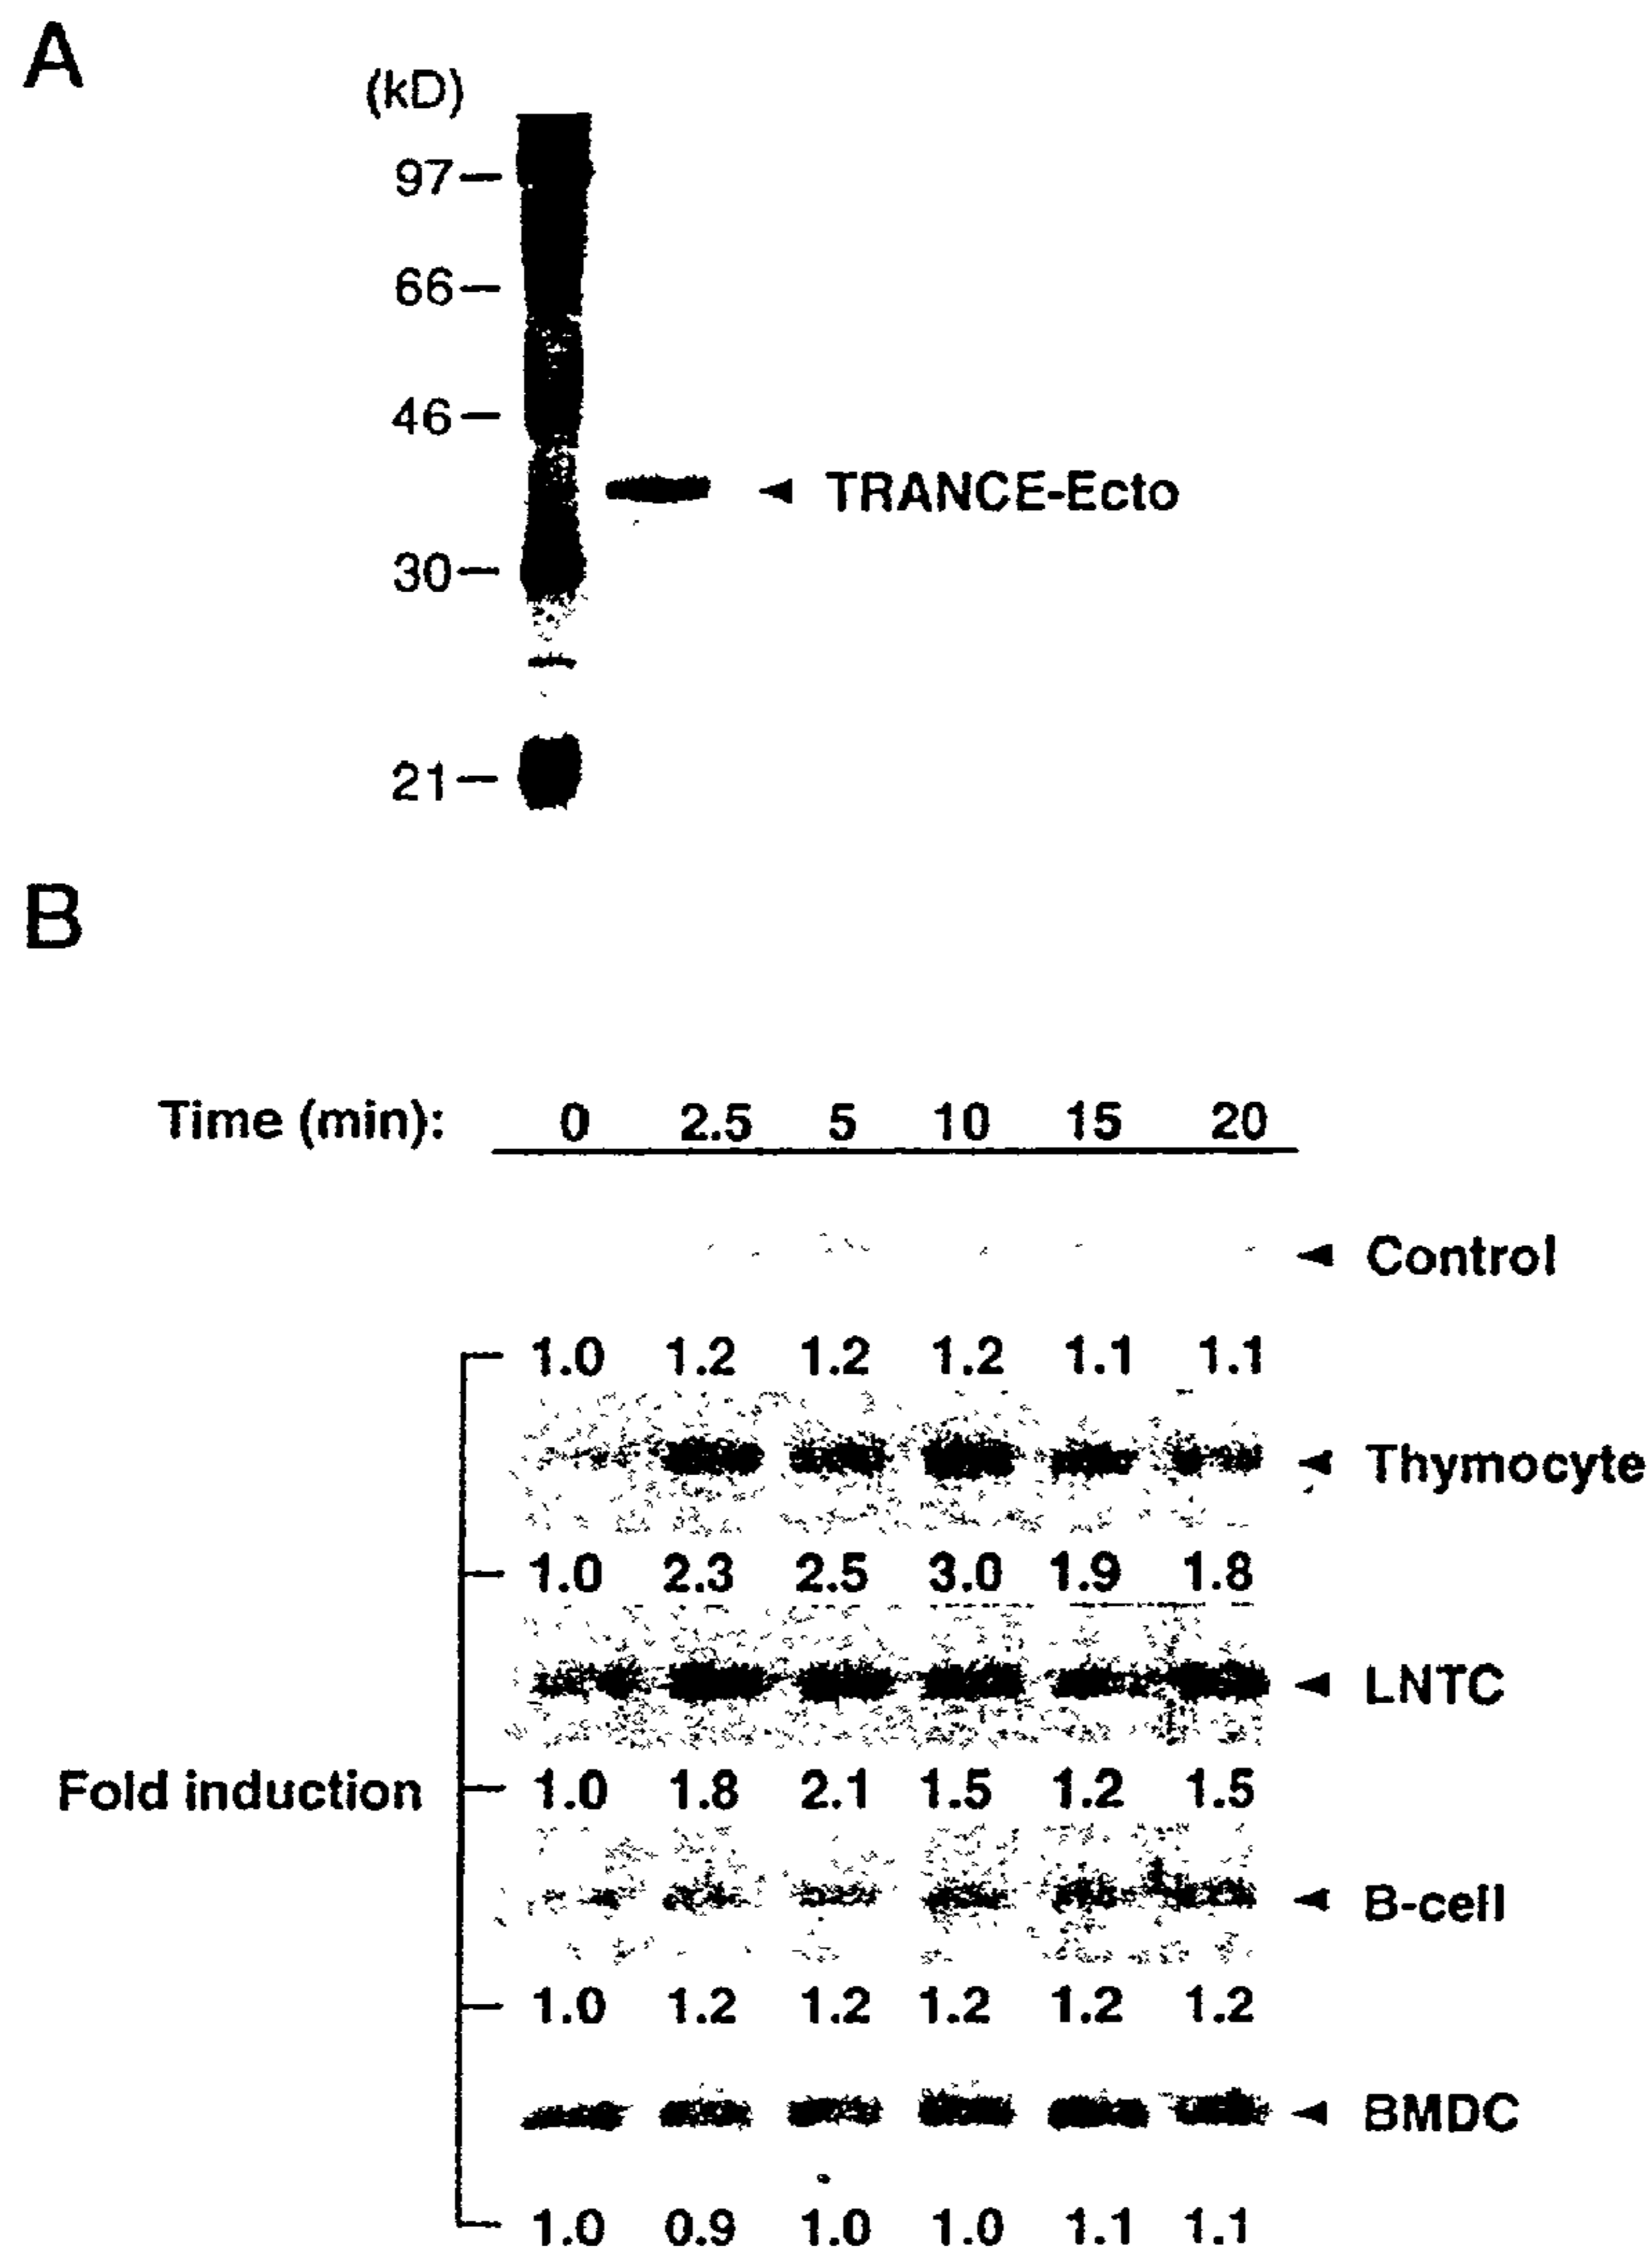 A
(kD)
97
66
46
TRANCE-Ecto
30
21
B
Time (min): 0 2.5 5 10 15 20
Control
1.0 1.2 1.2 1.2 1.1 1.1
Thymocyte
1.0 2.3 2.5 3.0 1.9 1.8
LNTC
Fold induction 1.0 1.8 2.1 1.5 1.2 1.5
B-cell
1.0 1.2 1.2 1.2 1.2 1.2
BMDC
1.0 0.9 1.0 1.0 1.1 1.1